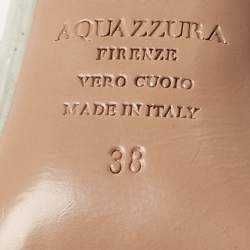 AQUAZZURA
FIRENZE
VERO CUOIO
MADE IN ITALY
38